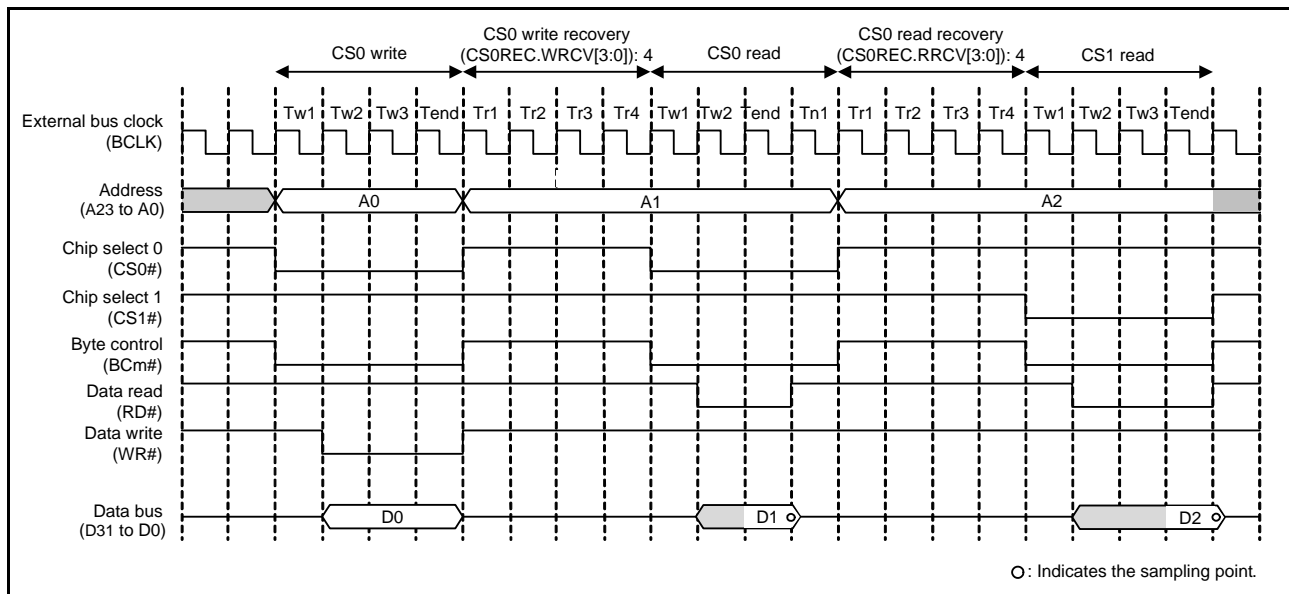 CS0 write
CS0 write recovery
(CS0REC.WRCV[3:0]): 4
CS0 read
CS0 read recovery
(CS0REC.RRCV[3:0]): 4
CS1 read
External bus clock
(BCLK)
Tw1 Tw2 Tw3 Tend Tr1 Tr2 Tr3 Tr4 Tw1 Tw2 Tend Tn1 Tr1 Tr2 Tr3 Tr4 Tw1 Tw2 Tw3 Tend
Address
(A23 to A0)
A0 A1 A2
Chip select 0
(CS0#)
Chip select 1
(CS1#)
Byte control
(BCm#)
Data read
(RD#)
Data write
(WR#)
Data bus
(D31 to D0)
D0 D1 D2
: Indicates the sampling point.